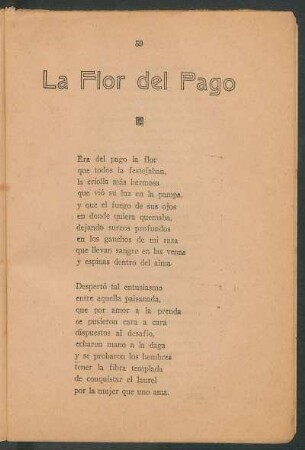 La Flor del Pago
Era del pago la flor
que todos la festejaban,
la criolla más hermosa
que vió su luz en la pampa,
y que el fuego de sus ojos
en donde quiera quemaba,
dejando surcos profundos
en los gauchos de mi raza
que llevan sangre en las venas
y espinas dentro del alma.
Despertó tal entusiasmo
entre aquella paisanada,
que por amor a la prenda
se pusieron cara a cara
dispuestos al desafío,
echaron mano a la daga
y se probaron los hombres
tener la fibra templada
de conquistar el laurel
por la mujer que uno ama.